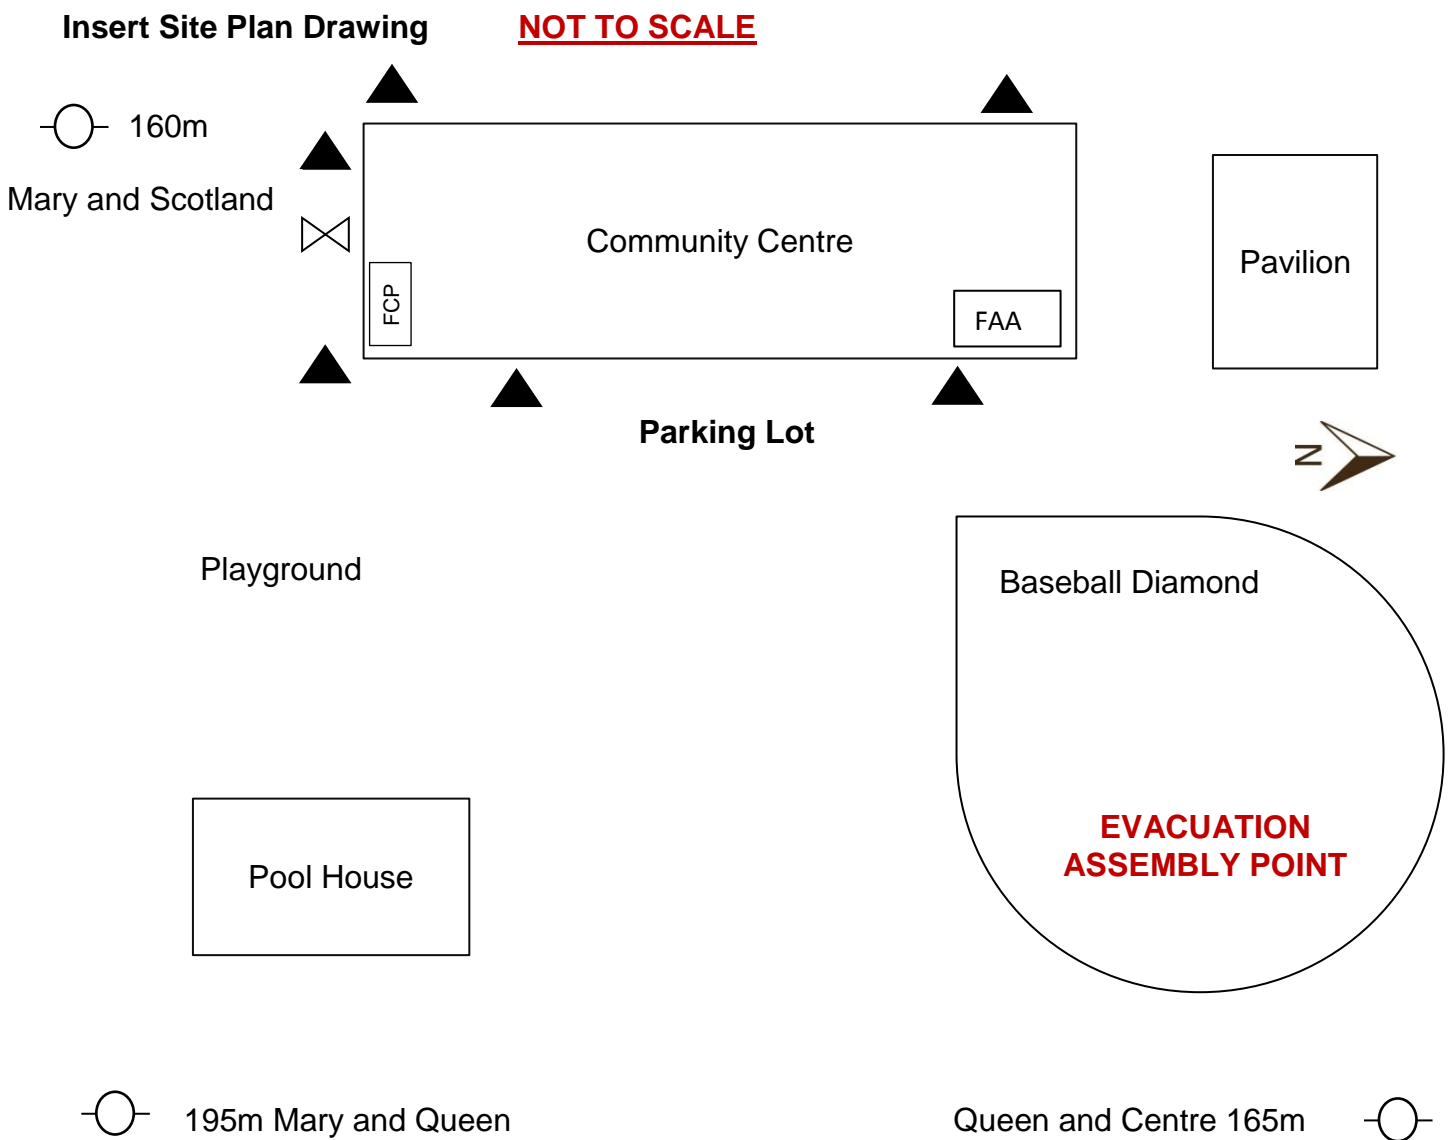 Insert Site Plan Drawing NOT TO SCALE
160m
Mary and Scotland
Community Centre
Pavilion
FCP
FAA
Parking Lot
N
Playground
Baseball Diamond
EVACUATION
ASSEMBLY POINT
Pool House
195m Mary and Queen
Queen and Centre 165m